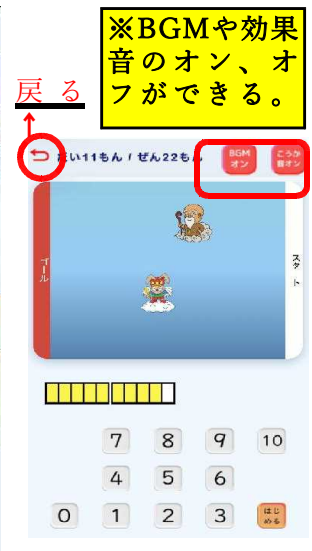 ※BGMや効果
音のオン、オ
フができる。
戻る
だい11もん / ぜん22もん
BGM
オン
こうか
音オン
ゴール
スタート
7 8 9 10
4 5 6
0 1 2 3
はじ
める